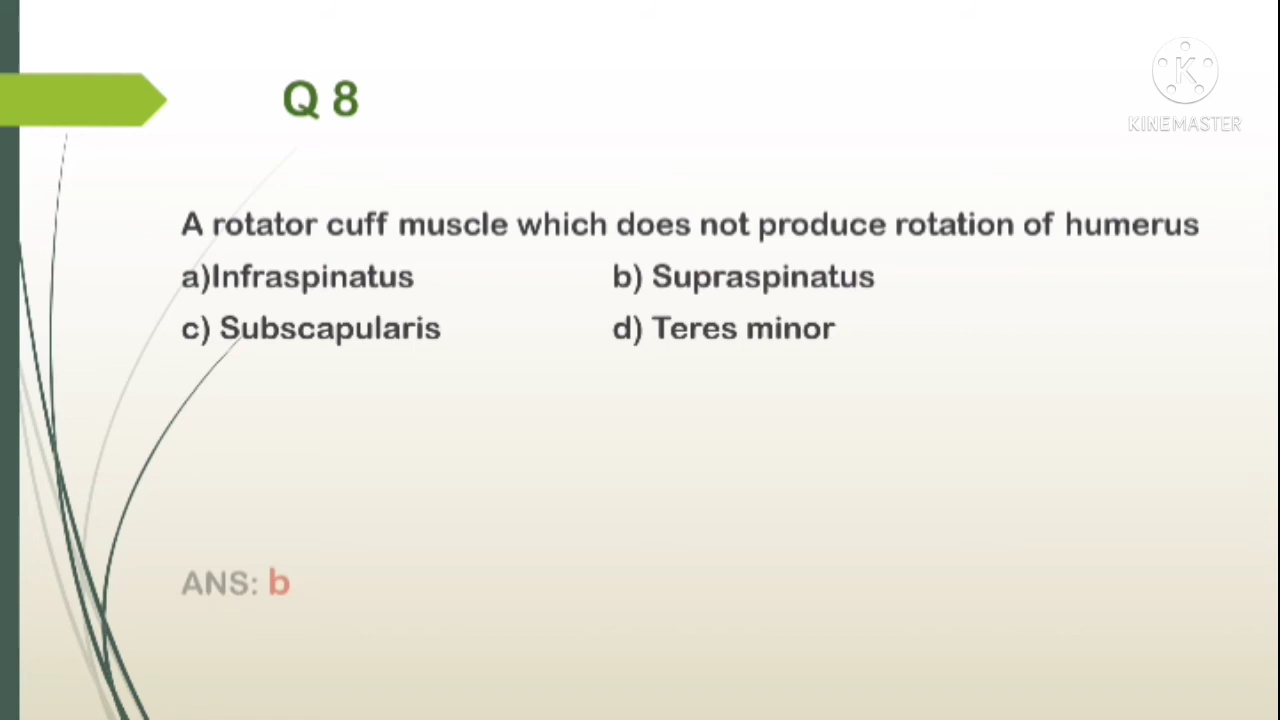 Q 8
KINEMASTER
A rotator cuff muscle which does not produce rotation of humerus
a)Infraspinatus b) Supraspinatus
c) Subscapularis d) Teres minor
ANS: b